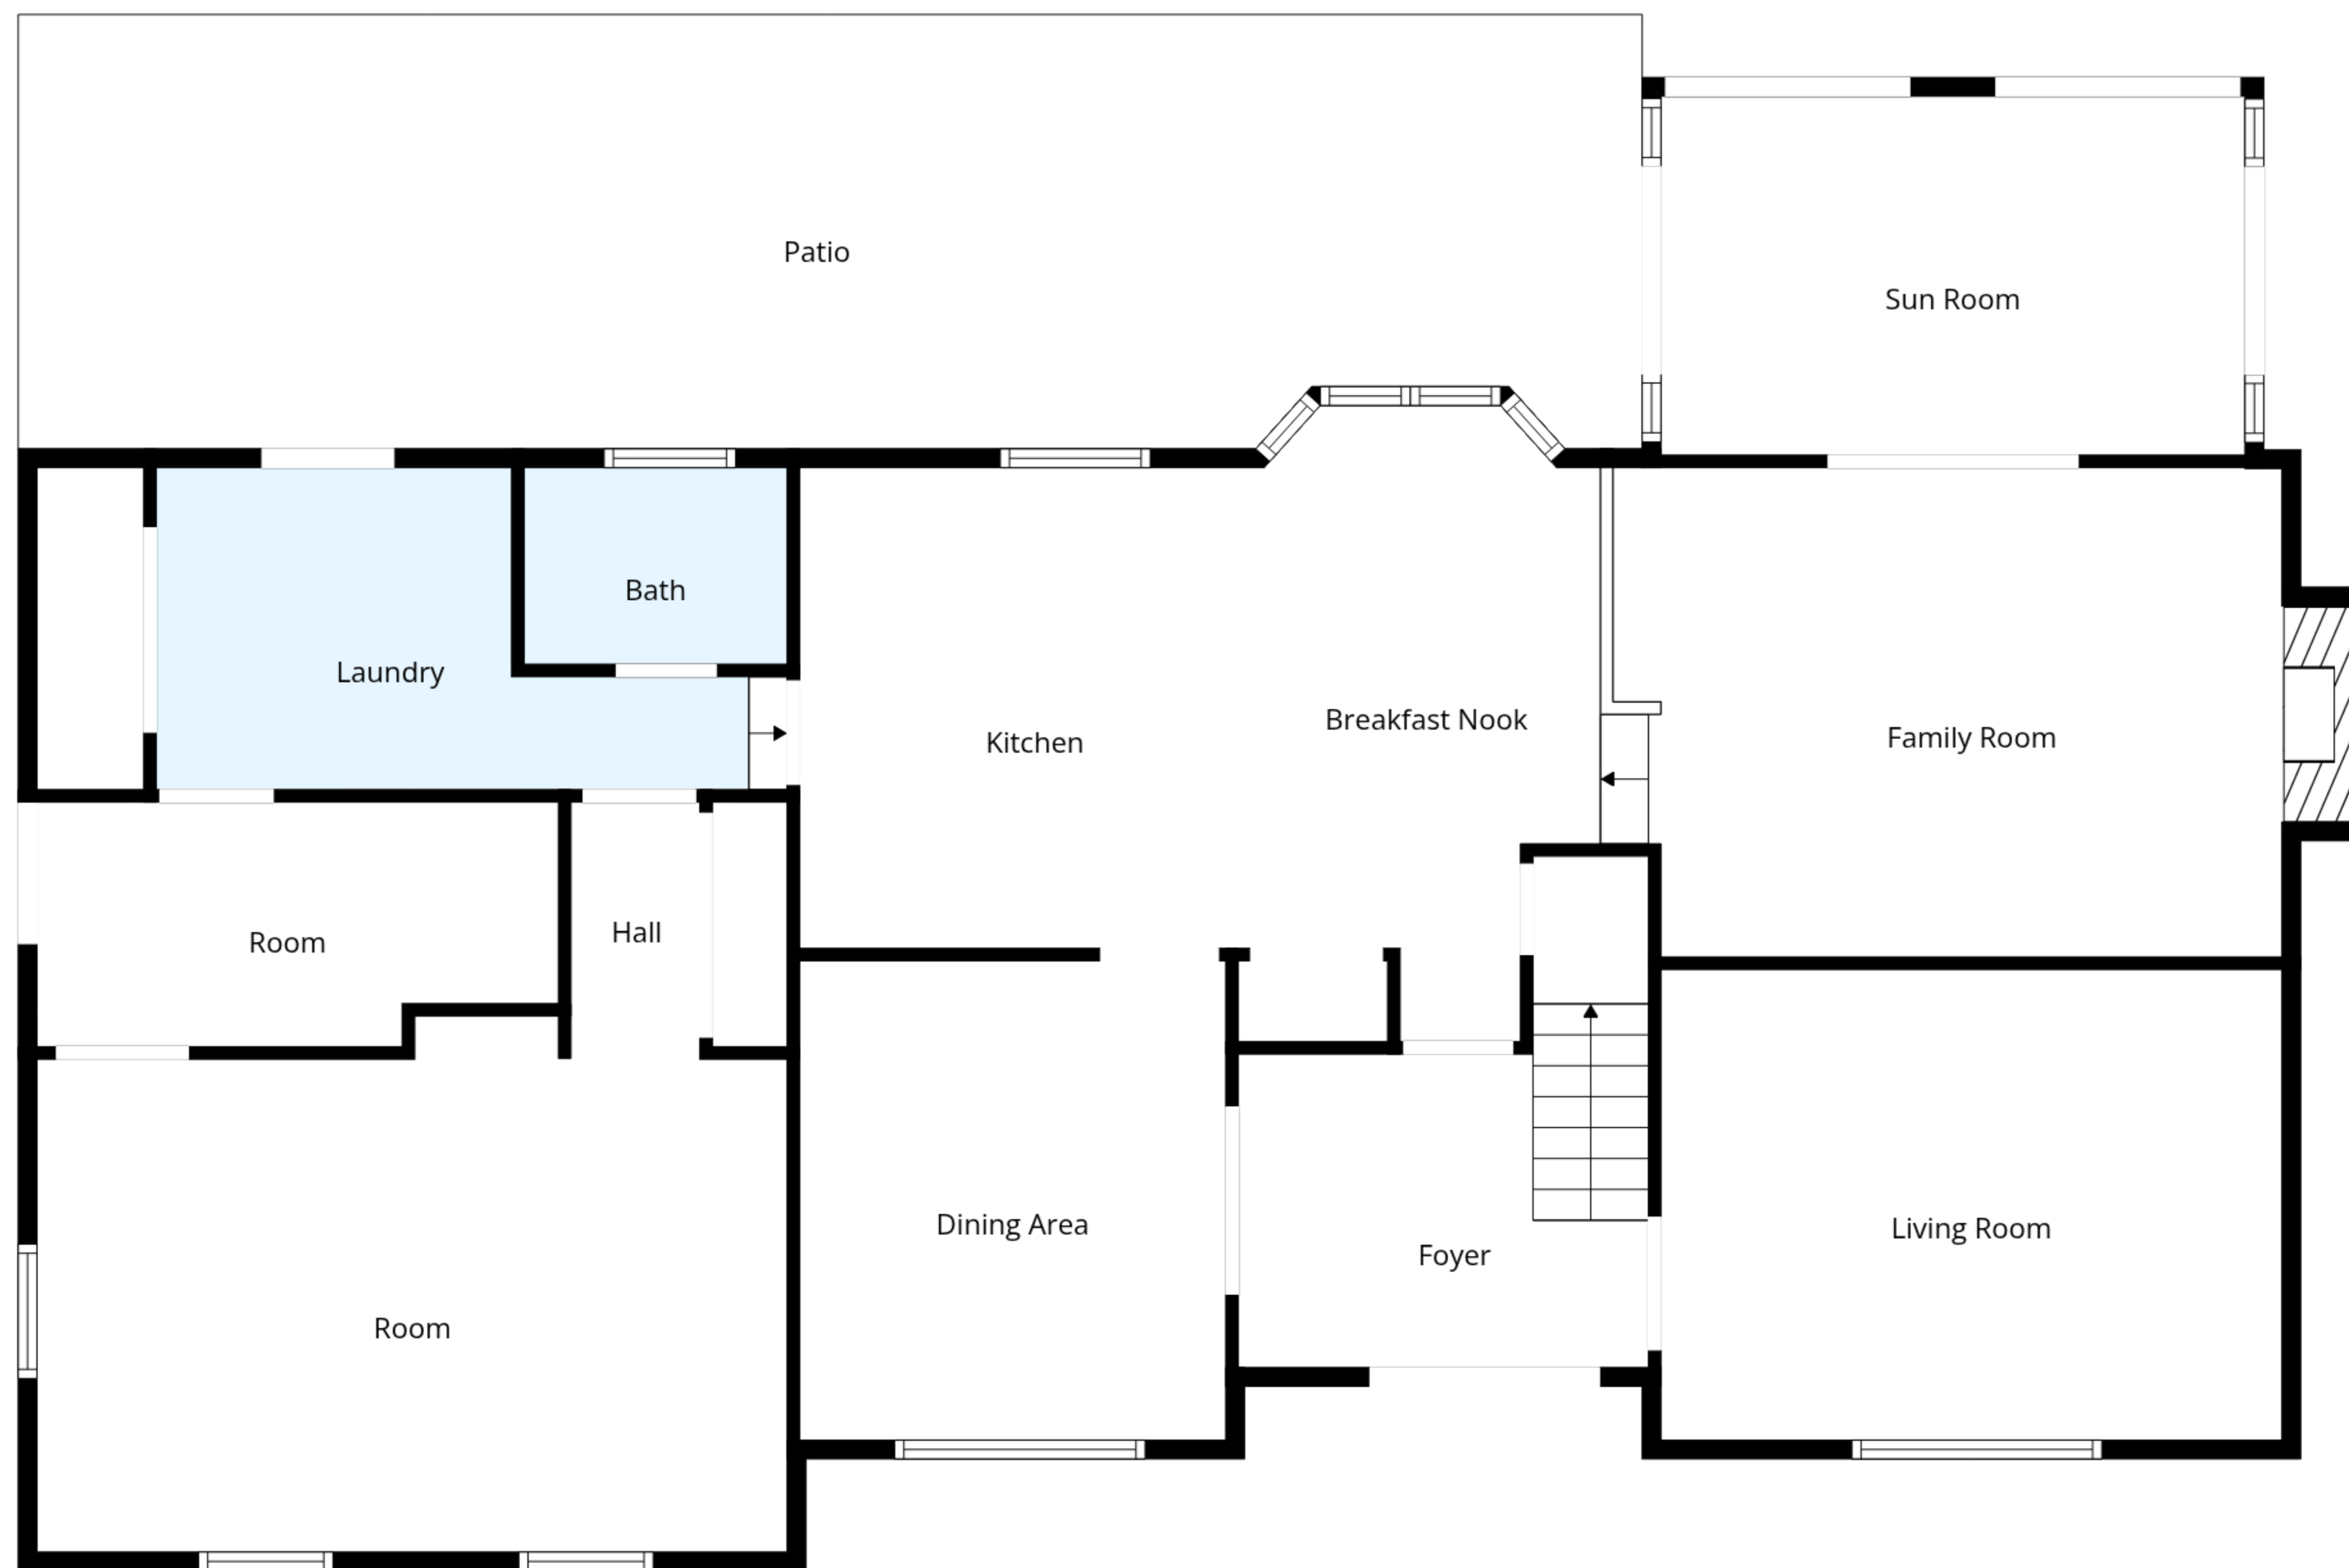 Patio
Sun Room
Bath
Laundry
Kitchen
Breakfast Nook
Family Room
Room
Hall
Dining Area
Foyer
Living Room
Room